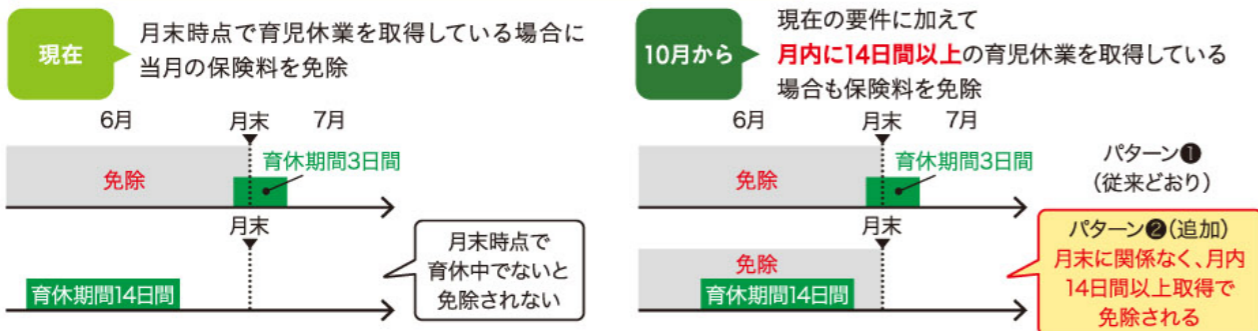 現在
月末時点で育児休業を取得している場合に
当月の保険料を免除
6月
月末
7月
育休期間3日間
免除
月末
育休期間14日間
月末時点で
育休中でないと
免除されない
10月から
現在の要件に加えて
月内に14日間以上の育児休業を取得している
場合も保険料を免除
6月
月末
7月
育休期間3日間
免除
パターン❶
(従来どおり)
月末
免除
育休期間14日間
パターン❷(追加)
月末に関係なく、月内
14日間以上取得で
免除される